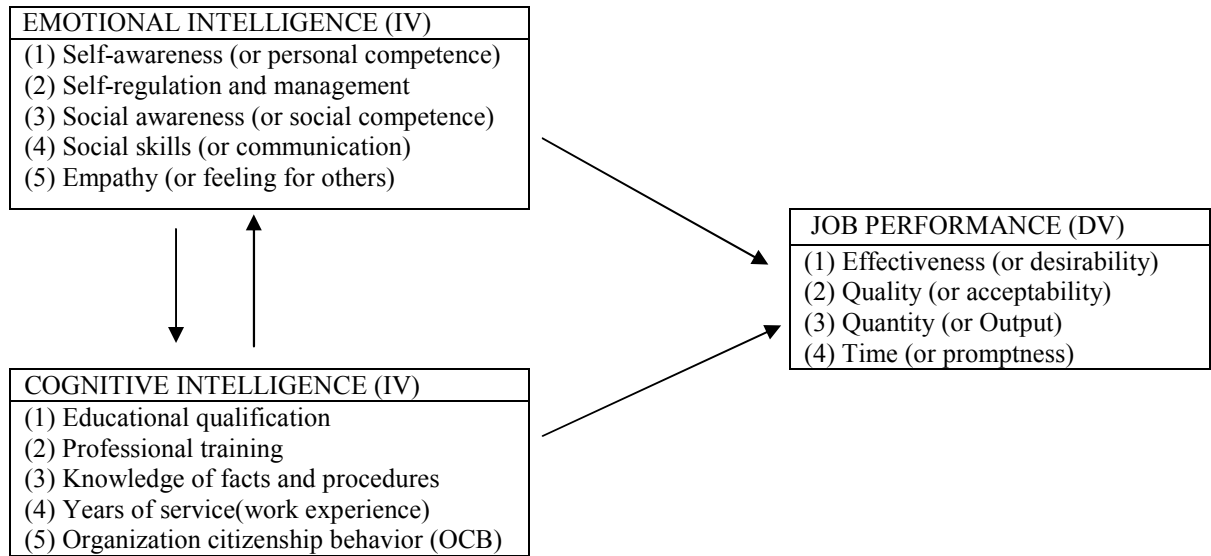 EMOTIONAL INTELLIGENCE (IV)
(1) Self-awareness (or personal competence)
(2) Self-regulation and management
(3) Social awareness (or social competence)
(4) Social skills (or communication)
(5) Empathy (or feeling for others)
JOB PERFORMANCE (DV)
(1) Effectiveness (or desirability)
(2) Quality (or acceptability)
(3) Quantity (or Output)
(4) Time (or promptness)
COGNITIVE INTELLIGENCE (IV)
(1) Educational qualification
(2) Professional training
(3) Knowledge of facts and procedures
(4) Years of service(work experience)
(5) Organization citizenship behavior (OCB)